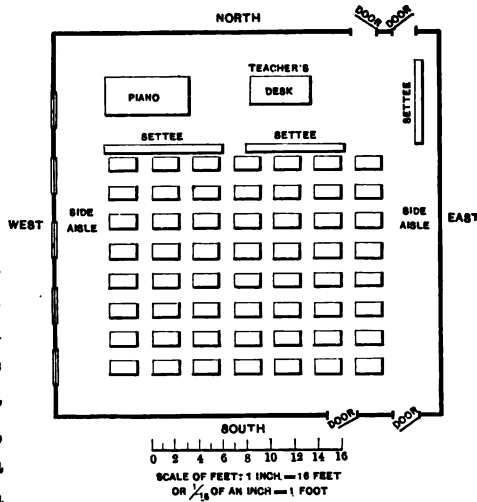 NORTH
DOOR DOOR
TEACHER'S
DESK
PIANO
SETTEE
SETTEE SETTEE
WEST
SIDE
AISLE
SIDE
AISLE
EAST
SOUTH
DOOR DOOR
0 2 4 6 8 10 12 14 16
SCALE OF FEET: 1 INCH = 16 FEET
OR 1/16 OF AN INCH = 1 FOOT